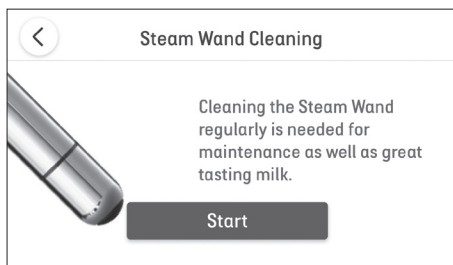 Steam Wand Cleaning
Cleaning the Steam Wand
regularly is needed for
maintenance as well as great
tasting milk.
Start